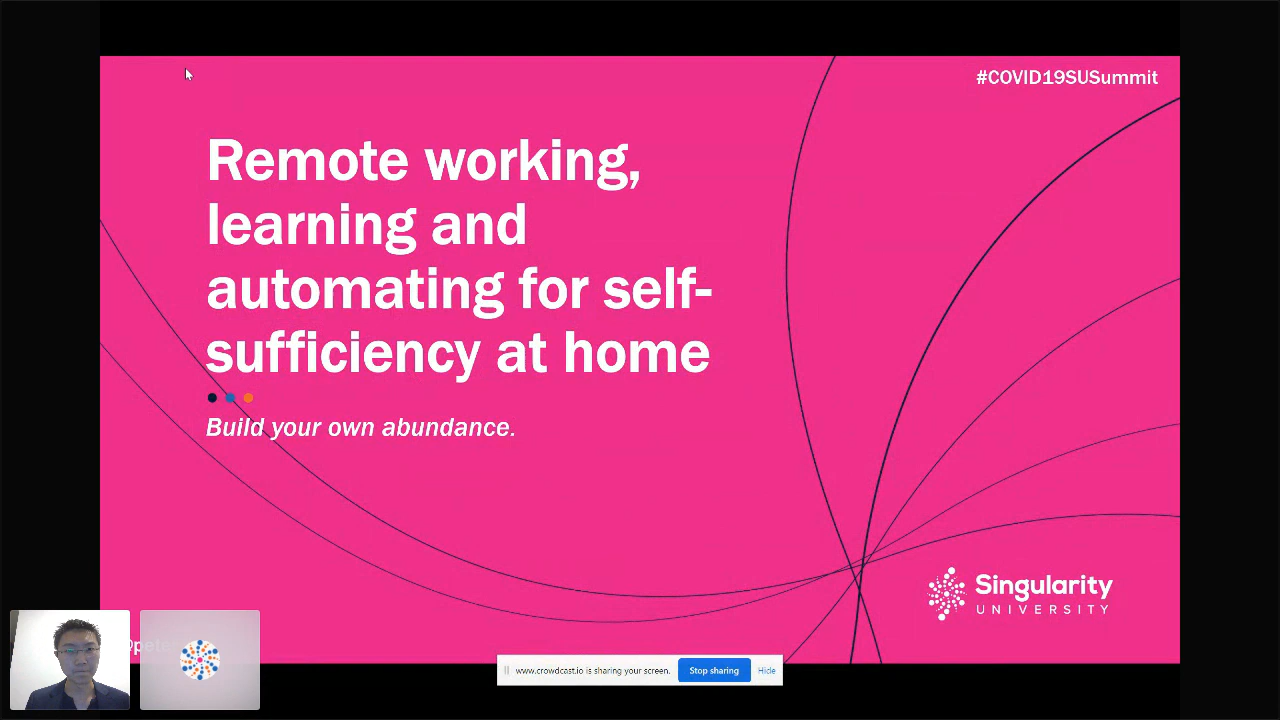 #COVID19SUSummit
Remote working,
learning and
automating for self-
sufficiency at home
Build your own abundance.
Singularity
UNIVERSITY
www.crowdcast.io is sharing your screen.
Stop sharing
Hide